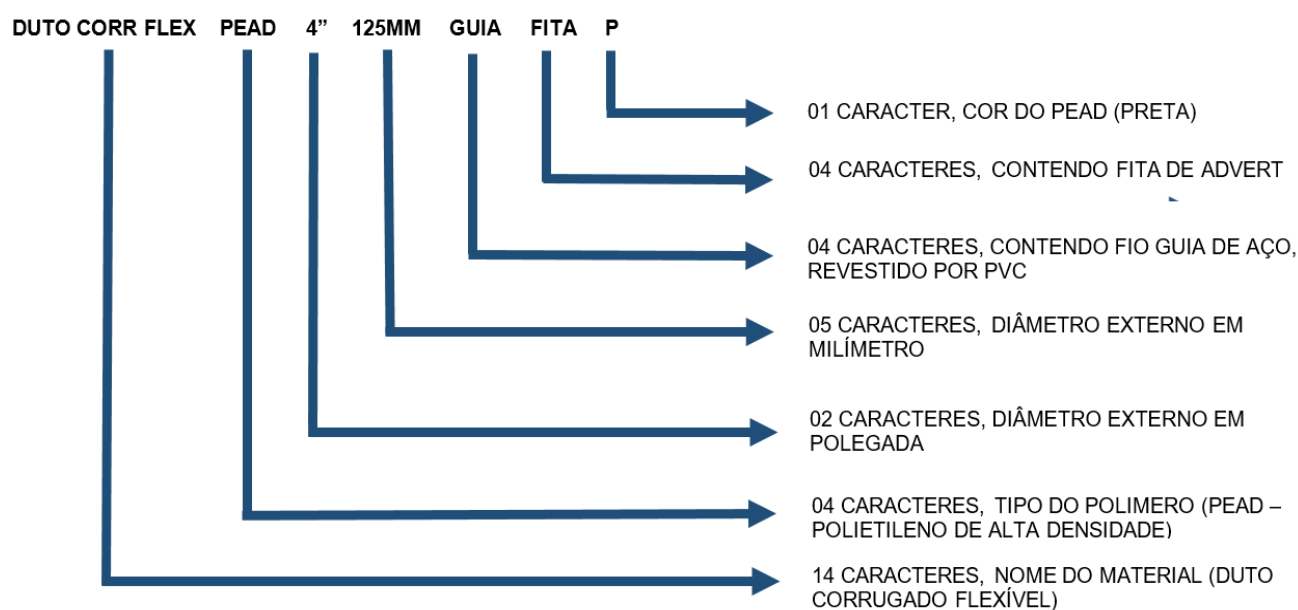 DUTO CORR FLEX PEAD 4” 125MM GUIA FITA P
01 CARACTER, COR DO PEAD (PRETA)
04 CARACTERES, CONTENDO FITA DE ADVERT
04 CARACTERES, CONTENDO FIO GUIA DE AÇO,
REVESTIDO POR PVC
05 CARACTERES, DIÂMETRO EXTERNO EM
MILÍMETRO
02 CARACTERES, DIÂMETRO EXTERNO EM
POLEGADA
04 CARACTERES, TIPO DO POLIMERO (PEAD –
POLIETILENO DE ALTA DENSIDADE)
14 CARACTERES, NOME DO MATERIAL (DUTO
CORRUGADO FLEXÍVEL)